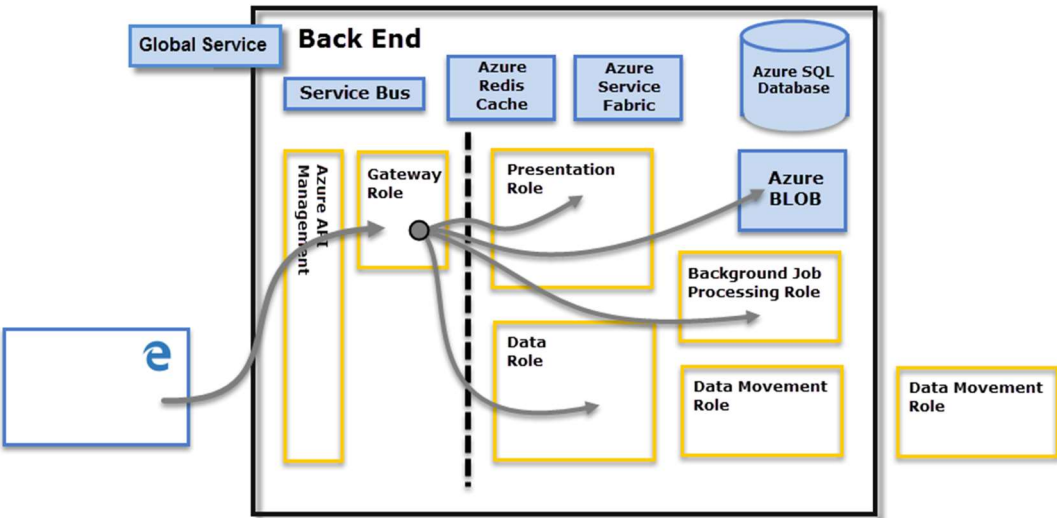 Global Service
Back End
Service Bus
Azure
Redis
Cache
Azure
Service
Fabric
Azure SQL
Database
Azure API
Management
Gateway
Role
Presentation
Role
Azure
BLOB
Background Job
Processing Role
Data
Role
Data Movement
Role
Data Movement
Role